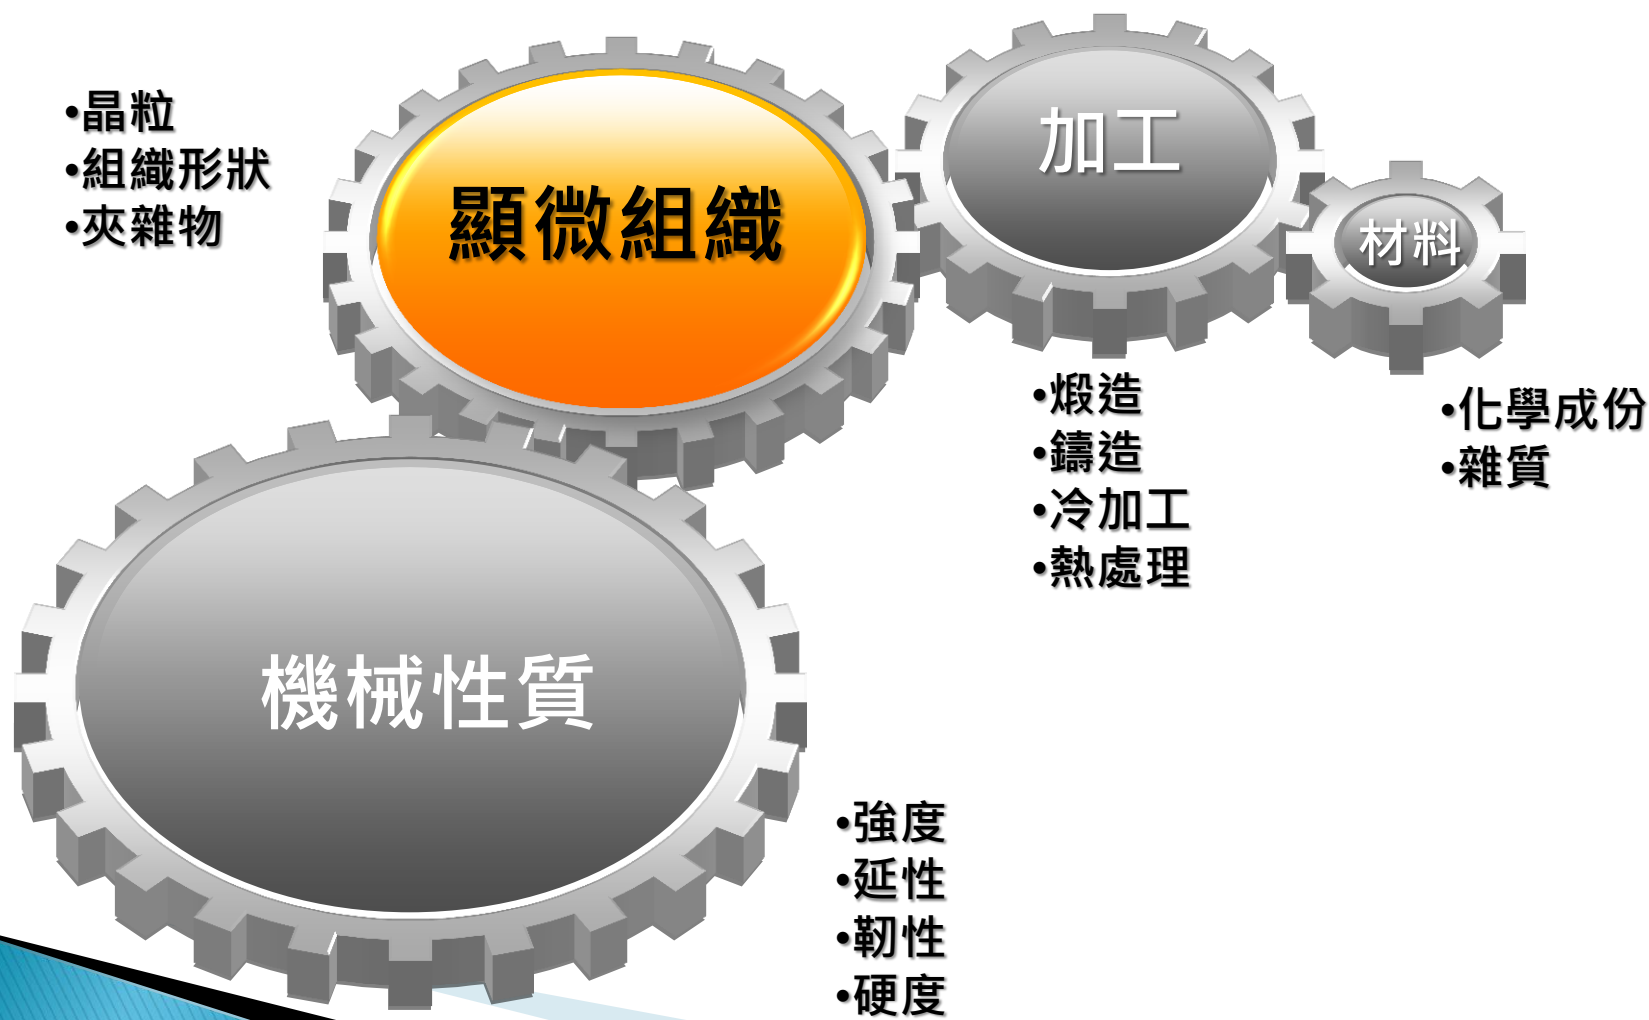 •晶粒
•組織形狀
•夾雜物
顯微組織
加工
材料
•煅造
•鑄造
•冷加工
•熱處理
•化學成份
•雜質
機械性質
•強度
•延性
•韌性
•硬度